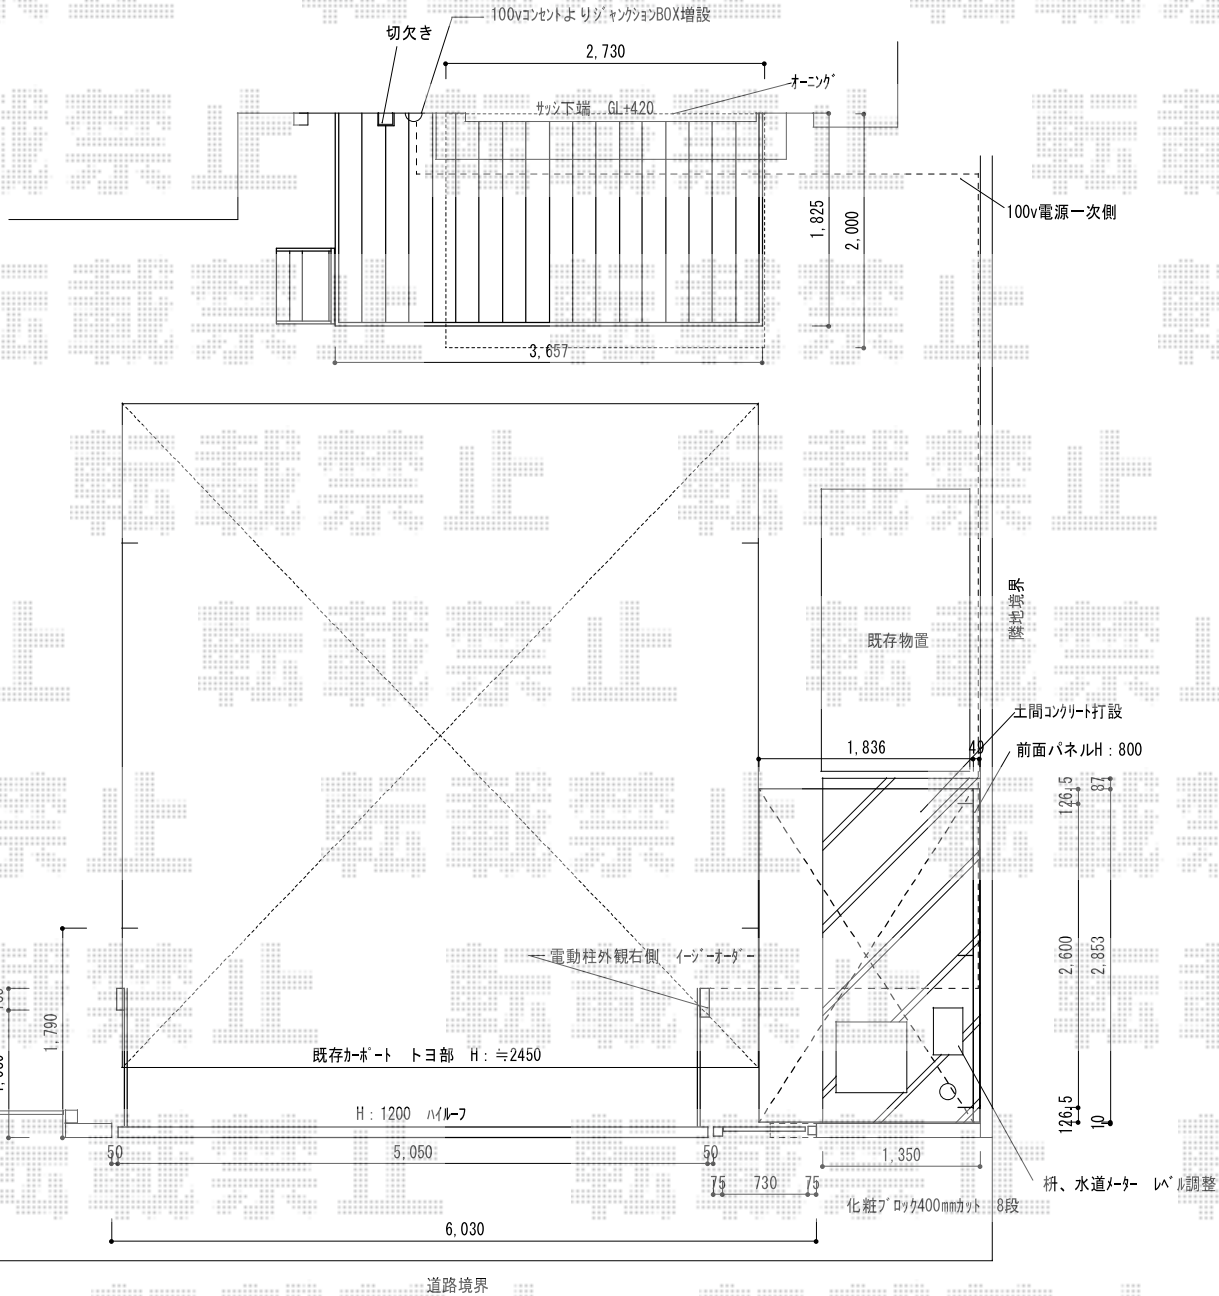 100vコンセントよりジャンクションBOX増設
切欠き
2,730
オーニング
サッシ下端 GL+420
100v電源一次側
1,825
2,000
3,657
隣地境界
既存物置
土間コンクリート打設
1,836
49
前面パネルH：800
126.5
87
2,600
2,853
電動柱外観右側 イージーオーダー
1,790
既存カーポート トヨ部 H：≒2450
H：1200 ハイルーフ
126.5
10
50
5,050
50
1,350
75
730
75
枡、水道メーター レベル調整
化粧ブロック400mmカット 8段
6,030
道路境界
転載禁止